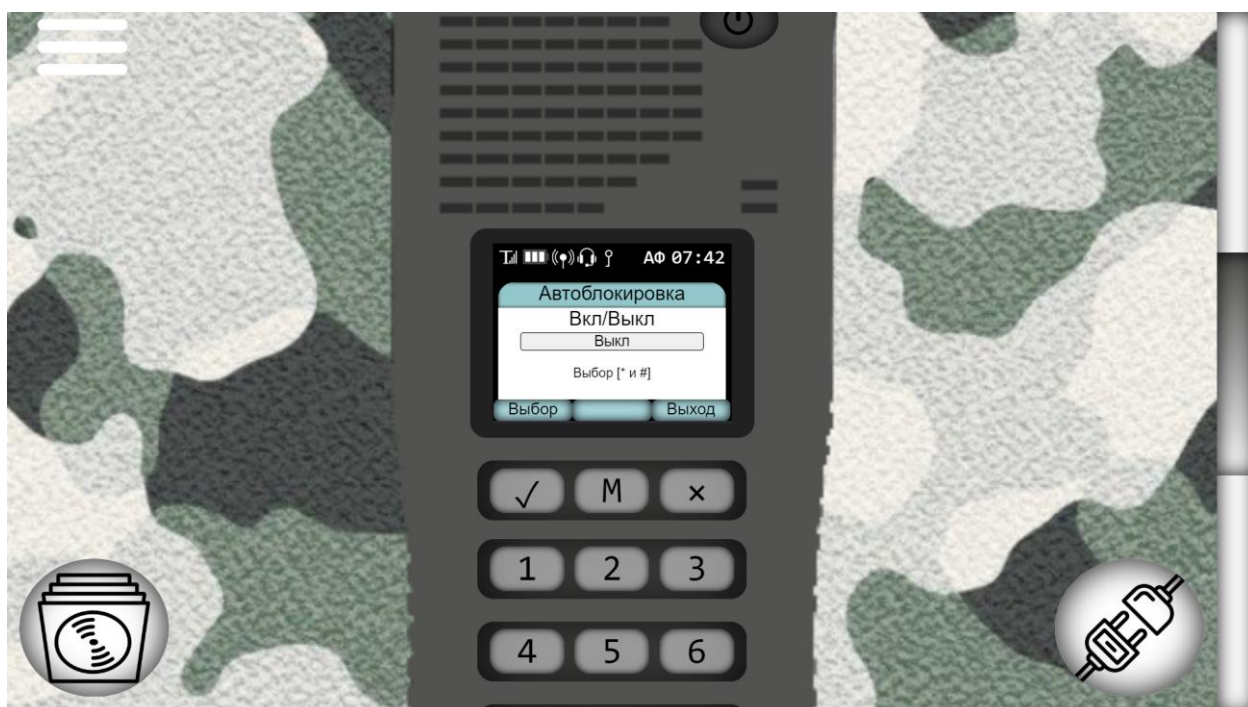 АФ 07:42
Автоблокировка
Вкл/Выкл
Выкл
Выбор [* и #]
Выбор Выход
✓ M ×
1 2 3
4 5 6